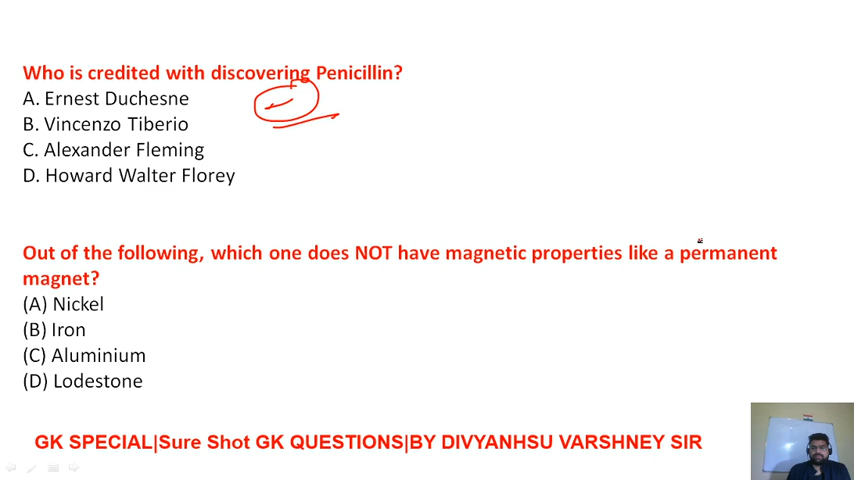 Who is credited with discovering Penicillin?
A. Ernest Duchesne
B. Vincenzo Tiberio
C. Alexander Fleming
D. Howard Walter Florey
Out of the following, which one does NOT have magnetic properties like a permanent
magnet?
(A) Nickel
(B) Iron
(C) Aluminium
(D) Lodestone
GK SPECIAL|Sure Shot GK QUESTIONS|BY DIVYANHSU VARSHNEY SIR